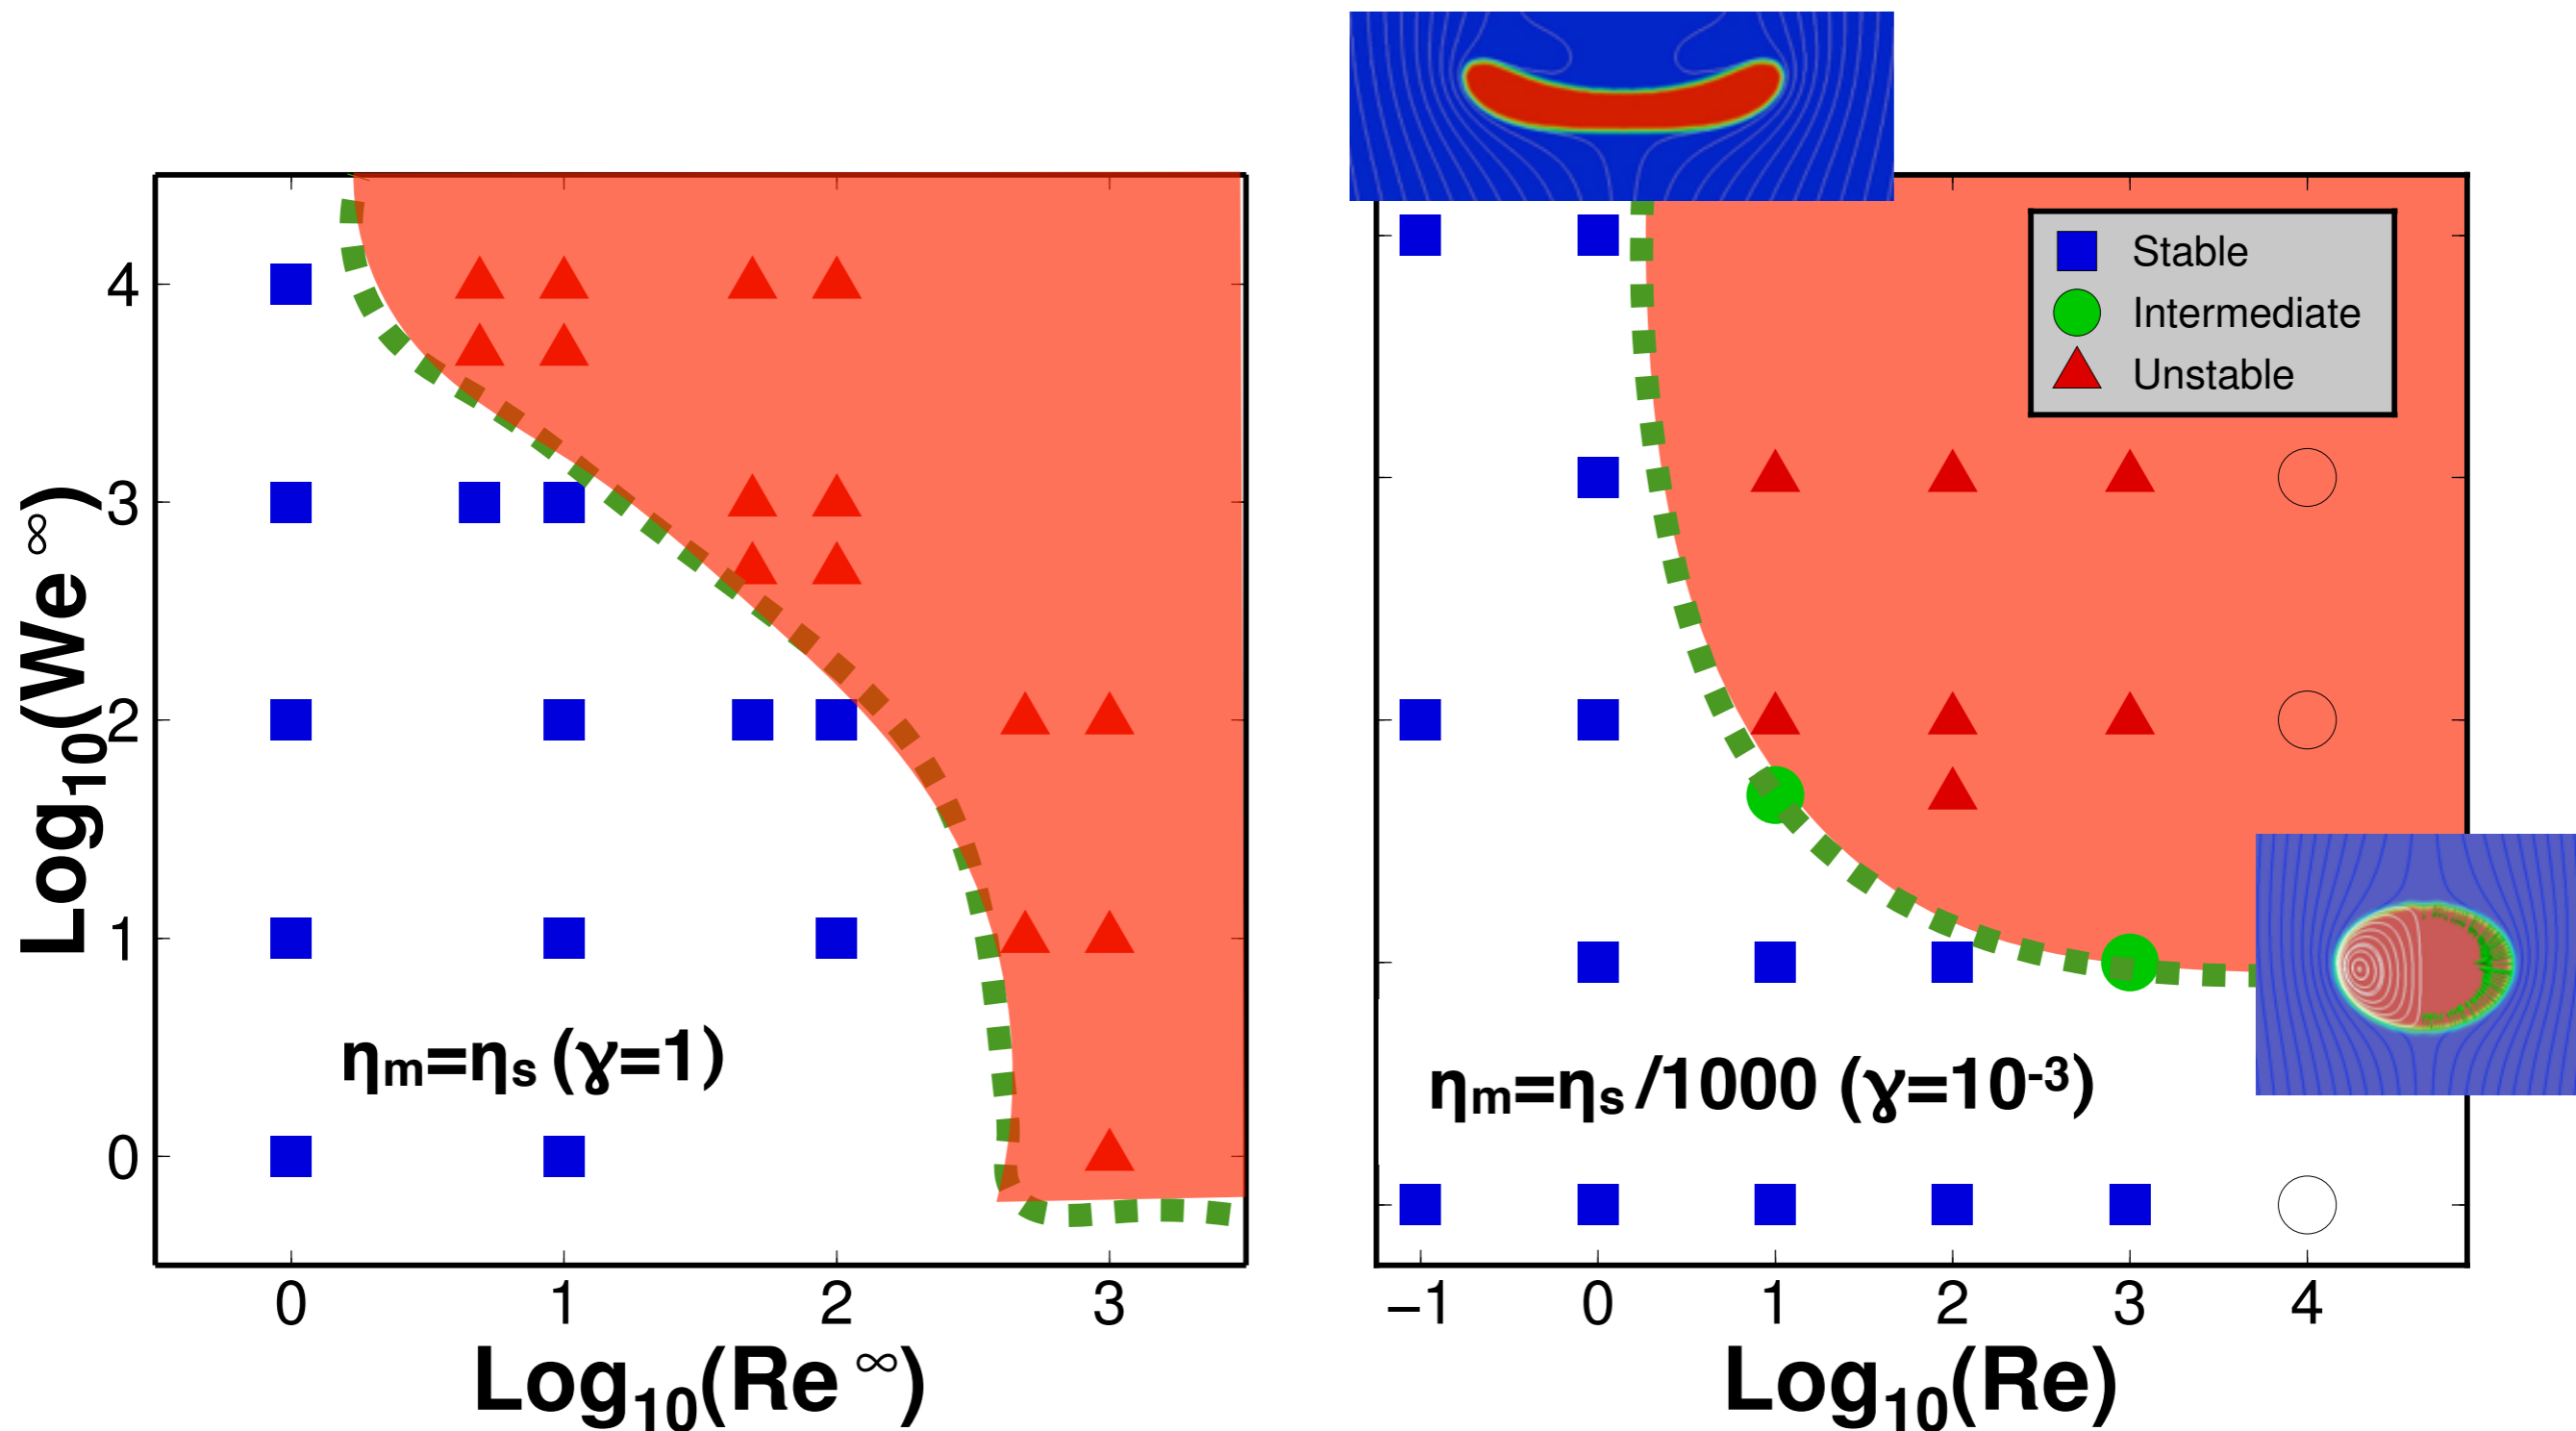 Log₁₀(We ∞)
4
3
2
1
0
ηm=ηs (ɣ=1)
0 1 2 3
Log₁₀(Re ∞)
Stable
Intermediate
Unstable
ηm=ηs /1000 (ɣ=10⁻³)
−1 0 1 2 3 4
Log₁₀(Re)